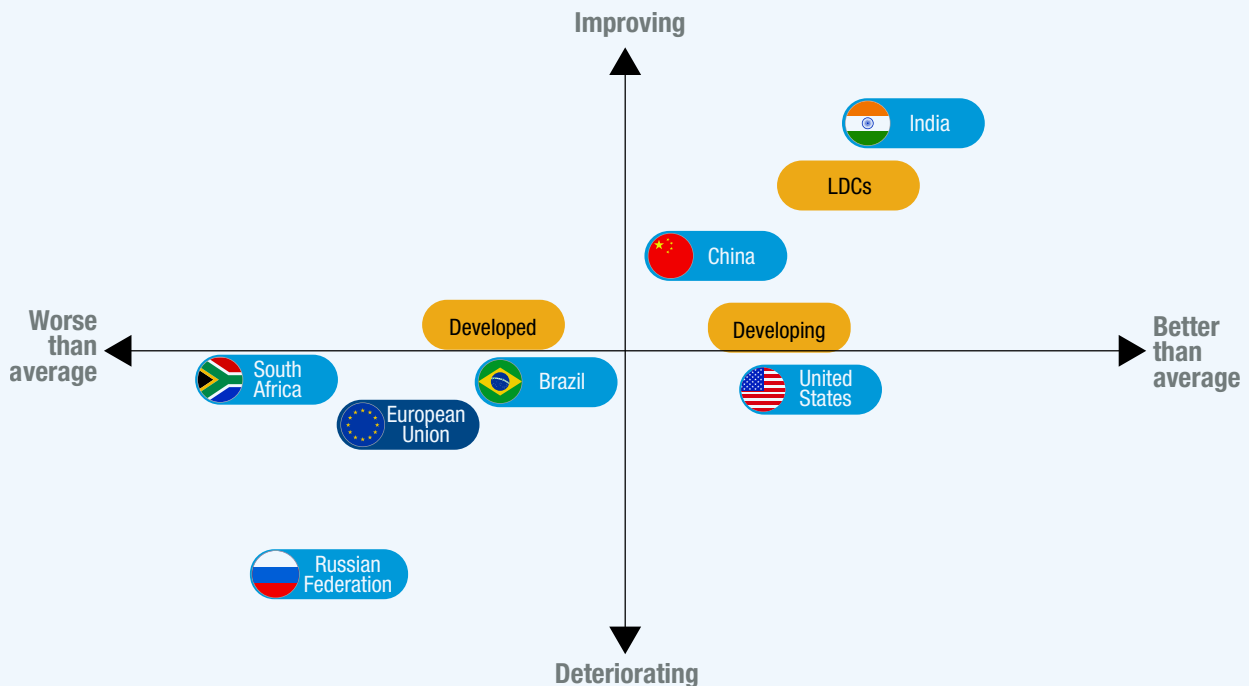 Improving
India
LDCs
China
Worse
than
average
Developed
Developing
Better
than
average
South
Africa
Brazil
United
States
European
Union
Russian
Federation
Deteriorating